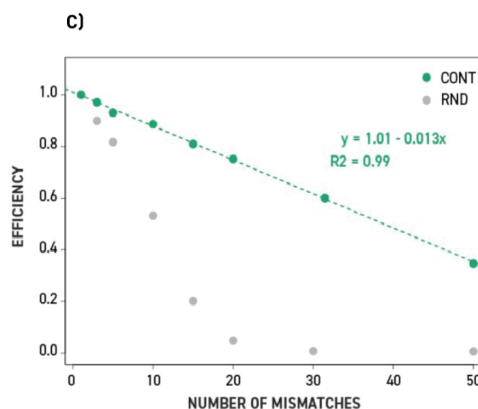 C)
CONT
RND
y = 1.01 - 0.013x
R2 = 0.99
EFFICIENCY
1.0
0.8
0.6
0.4
0.2
0.0
0 10 20 30 40 50
NUMBER OF MISMATCHES